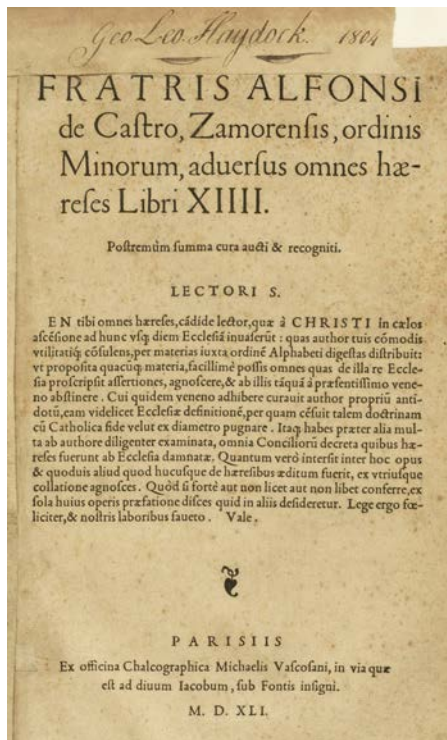 Geo. Leo. Haydock. 1804
FRATRIS ALFONSI
de Caſtro, Zamorenſis, ordinis
Minorum, aduerſus omnes hæ-
reſes Libri XIIII.
Poſtremùm ſumma cura aucti & recogniti.
LECTORI S.
EN tibi omnes hæreſes, cãdide lector, quæ à CHRISTI in cælos
aſcẽſione ad hunc vſq; diem Eccleſiã inuaſerũt : quas author tuis cõmodis
vtilitatiq; cõſulens, per materias iuxta ordinẽ Alphabeti digeſtas diſtribuit:
vt propoſita quacuq; materia, facillimè poſſis omnes quas de illa re Eccle-
ſia proſcripſit aſſertiones, agnoſcere, & ab illis tãquã à præſentiſſimo vene-
no abſtinere . Cui quidem veneno adhibere curauit author propriũ anti-
dotũ, eam videlicet Eccleſiæ definitionẽ, per quam cẽſuit talem doctrinam
cũ Catholica fide velut ex diametro pugnare . Itaq; habes præter alia mul-
ta ab authore diligenter examinata, omnia Conciliorũ decreta quibus hæ-
reſes fuerunt ab Eccleſia damnatæ. Quantum verò interſit inter hoc opus
& quoduis aliud quod hucuſque de hæreſibus æditum fuerit, ex vtriuſque
collatione agnoſces. Quòd ſi fortè aut non licet aut non libet conferre, ex
ſola huius operis præfatione diſces quid in aliis deſideretur. Lege ergo fœ-
liciter, & noſtris laboribus faueto . Vale .
PARISIIS
Ex officina Chalcographica Michaelis Vaſcoſani, in via quæ
eſt ad diuum Iacobum, ſub Fontis inſigni.
M. D. XLI.